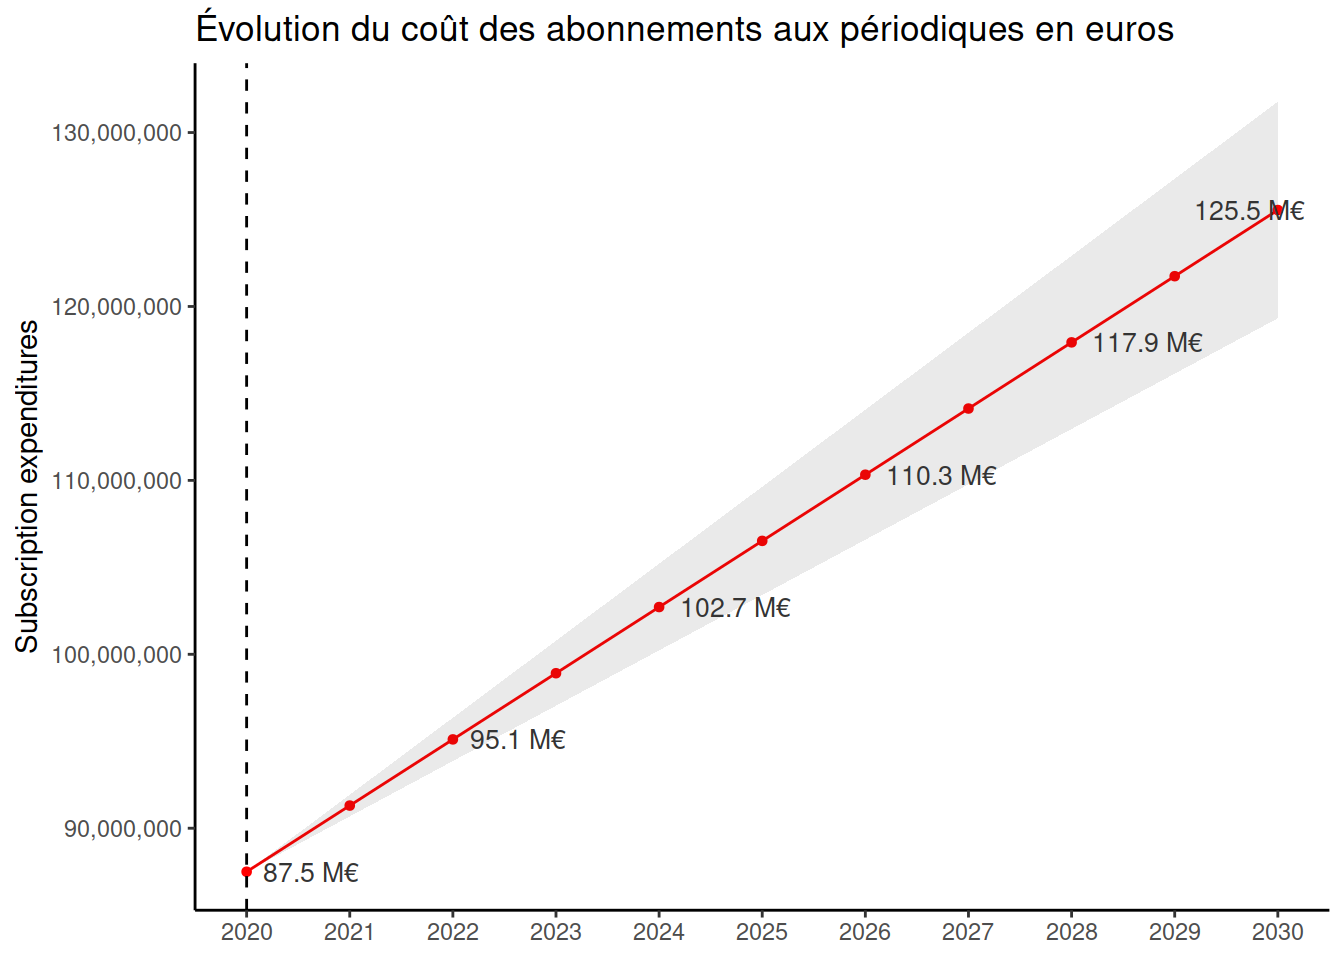 Évolution du coût des abonnements aux périodiques en euros
Subscription expenditures
130,000,000
120,000,000
110,000,000
100,000,000
90,000,000
125.5 M€
117.9 M€
110.3 M€
102.7 M€
95.1 M€
87.5 M€
2020 2021 2022 2023 2024 2025 2026 2027 2028 2029 2030